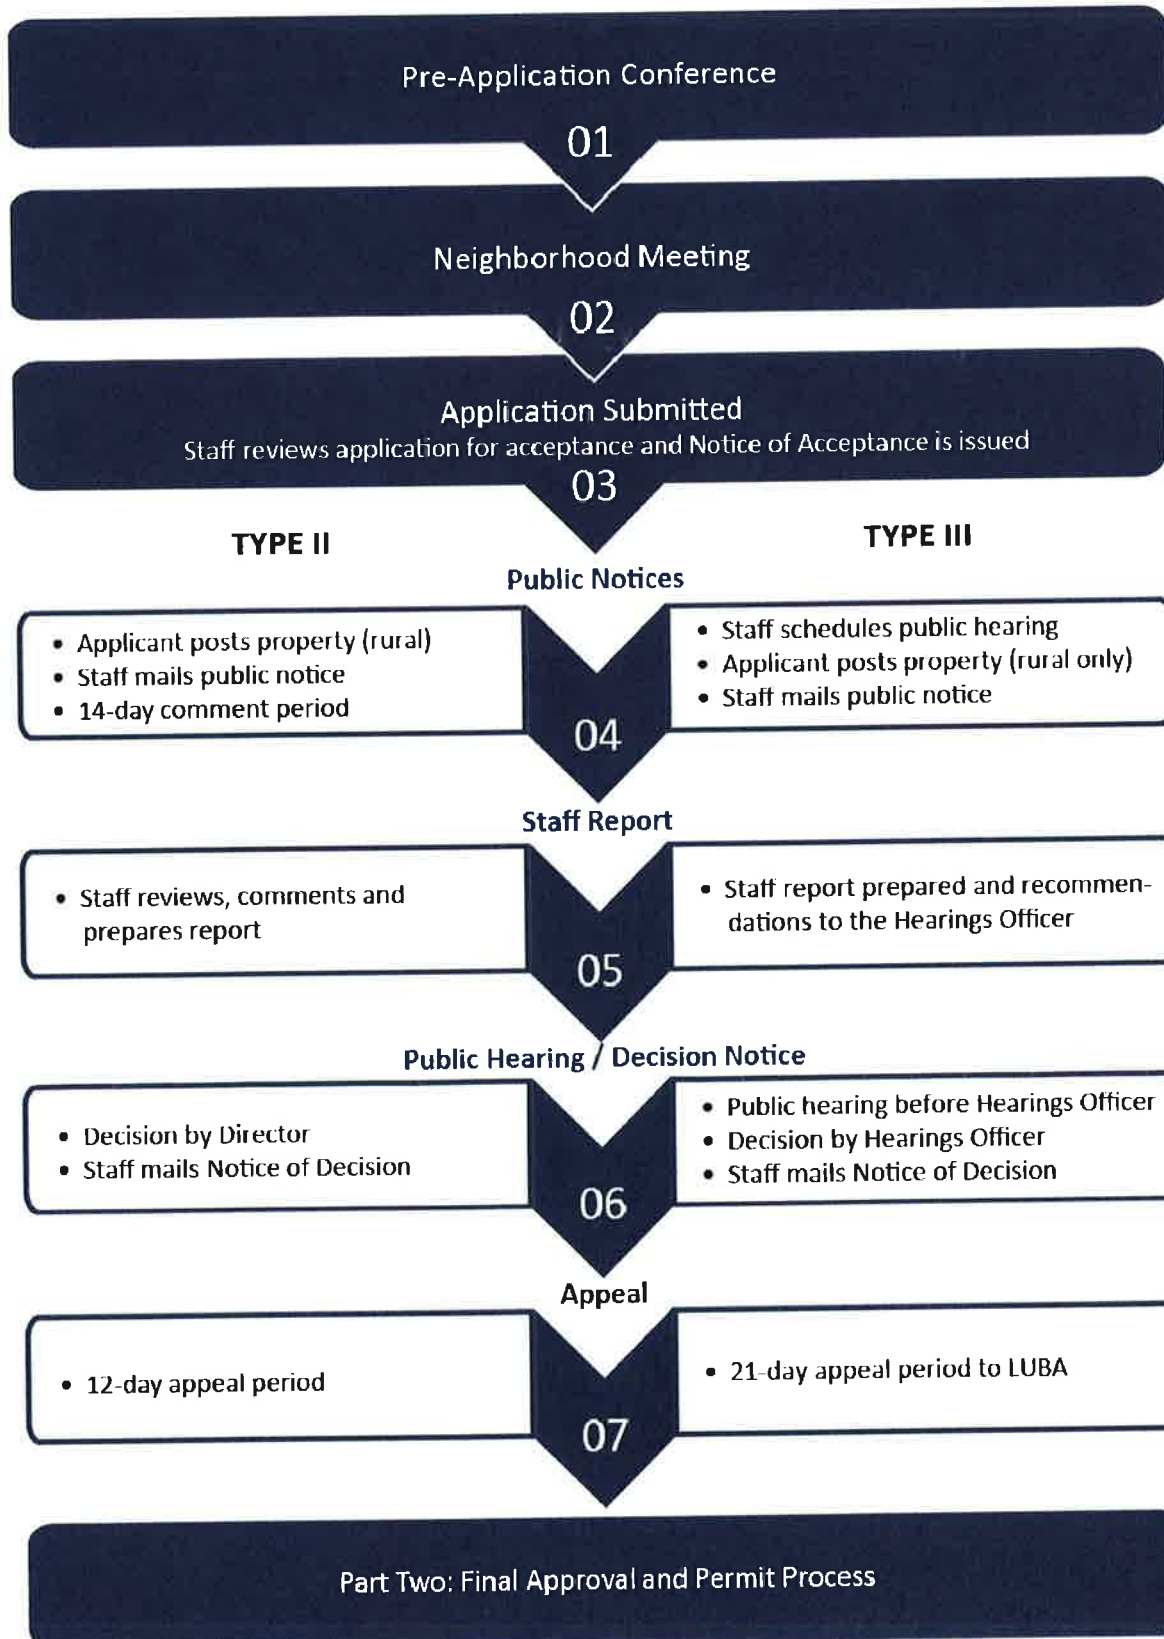 Pre-Application Conference
01
Neighborhood Meeting
02
Application Submitted
Staff reviews application for acceptance and Notice of Acceptance is issued
03
TYPE II
TYPE III
Public Notices
• Applicant posts property (rural)
• Staff mails public notice
• 14-day comment period
04
• Staff schedules public hearing
• Applicant posts property (rural only)
• Staff mails public notice
Staff Report
• Staff reviews, comments and
prepares report
05
• Staff report prepared and recommen-
dations to the Hearings Officer
Public Hearing / Decision Notice
• Decision by Director
• Staff mails Notice of Decision
06
• Public hearing before Hearings Officer
• Decision by Hearings Officer
• Staff mails Notice of Decision
Appeal
• 12-day appeal period
07
• 21-day appeal period to LUBA
Part Two: Final Approval and Permit Process